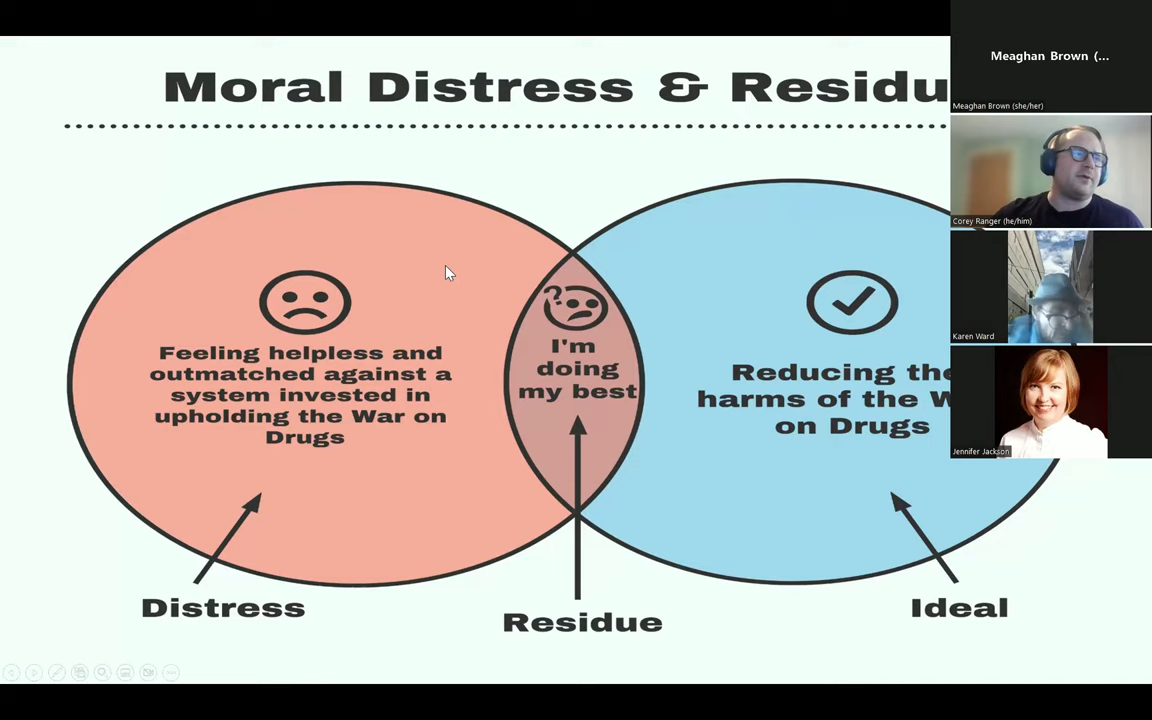 Moral Distress & Residu
Meaghan Brown (...
Meaghan Brown (she/her)
Corey Ranger (he/him)
Karen Ward
Jennifer Jackson
Feeling helpless and
outmatched against a
system invested in
upholding the War on
Drugs
?
I'm
doing
my best
Reducing the
harms of the W
on Drugs
Distress
Residue
Ideal